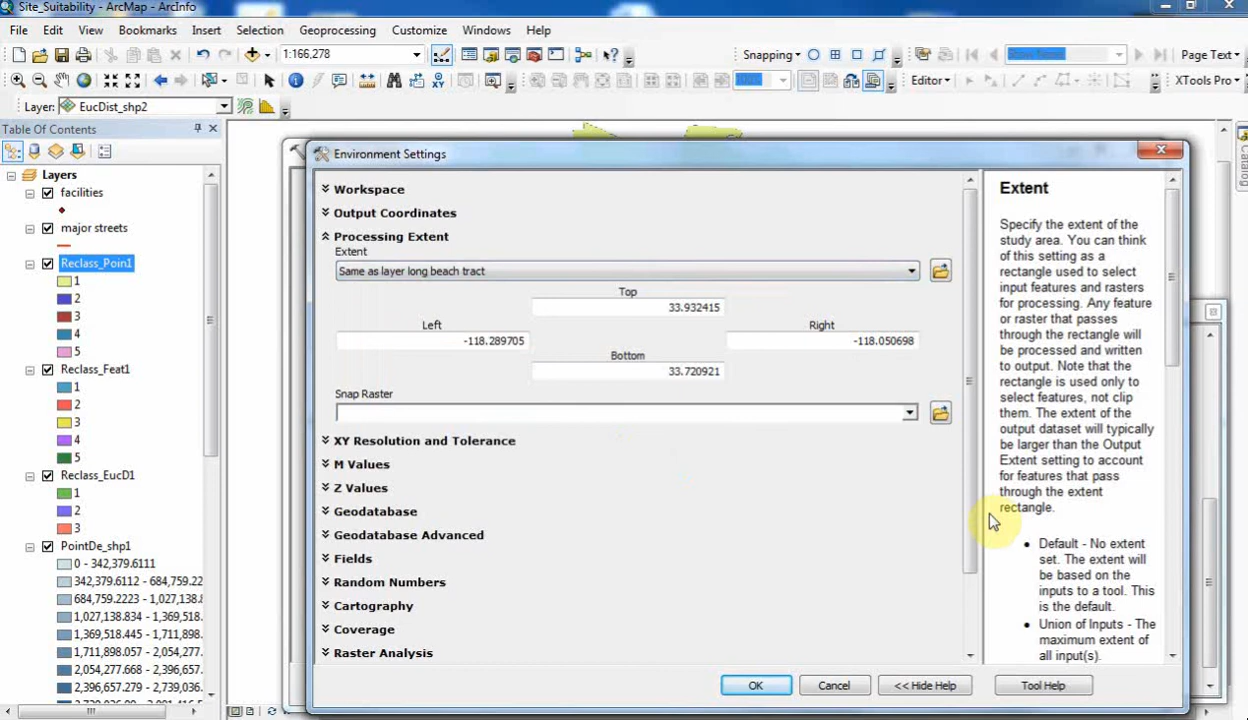 Site_Suitability - ArcMap - ArcInfo
File Edit View Bookmarks Insert Selection Geoprocessing Customize Windows Help
1:166,278
Snapping
Page Text
Editor
XTools Pro
Layer: EucDist_shp2
Table Of Contents
Layers
facilities
major streets
Reclass_Poin1
1
2
3
4
5
Reclass_Feat1
1
2
3
4
5
Reclass_EucD1
1
2
3
PointDe_shp1
0 - 342,379.6111
342,379.6112 - 684,759.22
684,759.2223 - 1,027,138.
1,027,138.834 - 1,369,518.
1,369,518.445 - 1,711,898.
1,711,898.057 - 2,054,277.
2,054,277.668 - 2,396,657.
2,396,657.279 - 2,739,036.
Environment Settings
Workspace
Output Coordinates
Processing Extent
Extent
Same as layer long beach tract
Top
33.932415
Left
Right
-118.289705
-118.050698
Bottom
33.720921
Snap Raster
XY Resolution and Tolerance
M Values
Z Values
Geodatabase
Geodatabase Advanced
Fields
Random Numbers
Cartography
Coverage
Raster Analysis
OK
Cancel
<< Hide Help
Tool Help
Extent
Specify the extent of the
study area. You can think
of this setting as a
rectangle used to select
input features and rasters
for processing. Any feature
or raster that passes
through the rectangle will
be processed and written
to output. Note that the
rectangle is used only to
select features, not clip
them. The extent of the
output dataset will typically
be larger than the Output
Extent setting to account
for features that pass
through the extent
rectangle.
• Default - No extent
set. The extent will
be based on the
inputs to a tool. This
is the default.
• Union of Inputs - The
maximum extent of
all input(s).
Catalog